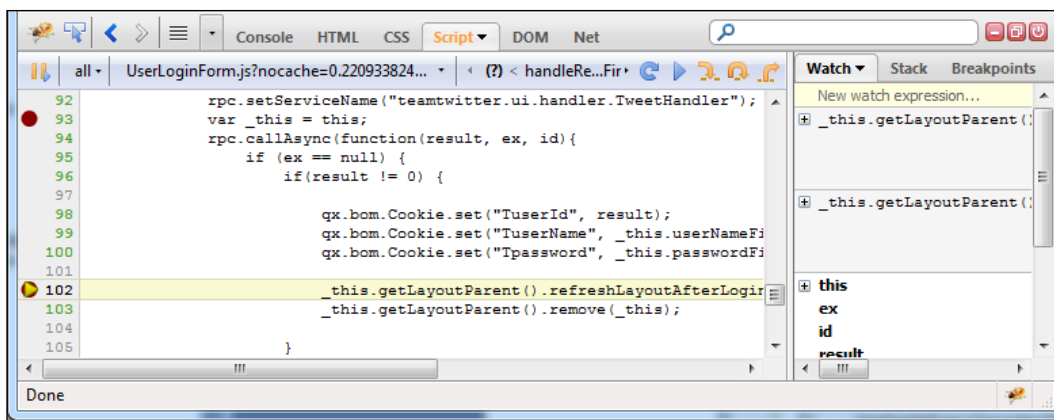 Console HTML CSS Script DOM Net
all UserLoginForm.js?nocache=0.220933824... (?) < handleRe...Fir
Watch Stack Breakpoints
New watch expression...
92 rpc.setServiceName("teamtwitter.ui.handler.TweetHandler");
93 var _this = this;
94 rpc.callAsync(function(result, ex, id){
95 if (ex == null) {
96 if(result != 0) {
97
98 qx.bom.Cookie.set("TuserId", result);
99 qx.bom.Cookie.set("TuserName", _this.userNameFi
100 qx.bom.Cookie.set("Tpassword", _this.passwordFi
101
102 _this.getLayoutParent().refreshLayoutAfterLogin
103 _this.getLayoutParent().remove(_this);
104
105 }
_this.getLayoutParent()
_this.getLayoutParent()
this
ex
id
result
Done